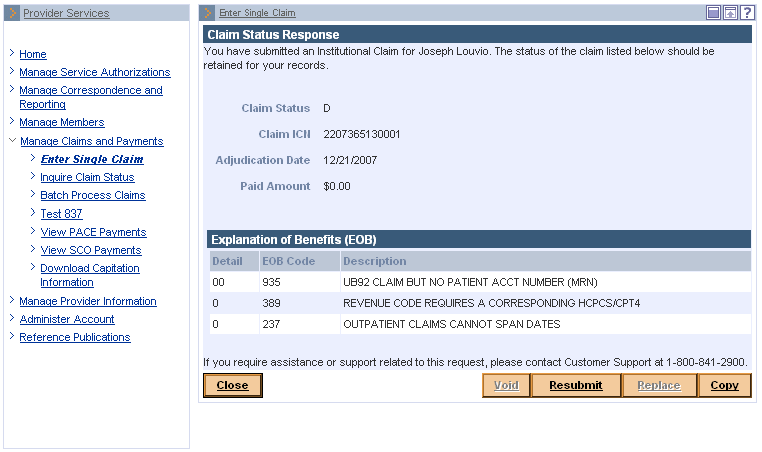 Provider Services
Home
Manage Service Authorizations
Manage Correspondence and
Reporting
Manage Members
Manage Claims and Payments
Enter Single Claim
Inquire Claim Status
Batch Process Claims
Test 837
View PACE Payments
View SCO Payments
Download Capitation
Information
Manage Provider Information
Administer Account
Reference Publications
Enter Single Claim
?
Claim Status Response
You have submitted an Institutional Claim for Joseph Louvio. The status of the claim listed below should be
retained for your records.
Claim Status D
Claim ICN 2207365130001
Adjudication Date 12/21/2007
Paid Amount $0.00
Explanation of Benefits (EOB)
Detail EOB Code Description
00 935 UB92 CLAIM BUT NO PATIENT ACCT NUMBER (MRN)
0 389 REVENUE CODE REQUIRES A CORRESPONDING HCPCS/CPT4
0 237 OUTPATIENT CLAIMS CANNOT SPAN DATES
If you require assistance or support related to this request, please contact Customer Support at 1-800-841-2900.
Close Void Resubmit Replace Copy